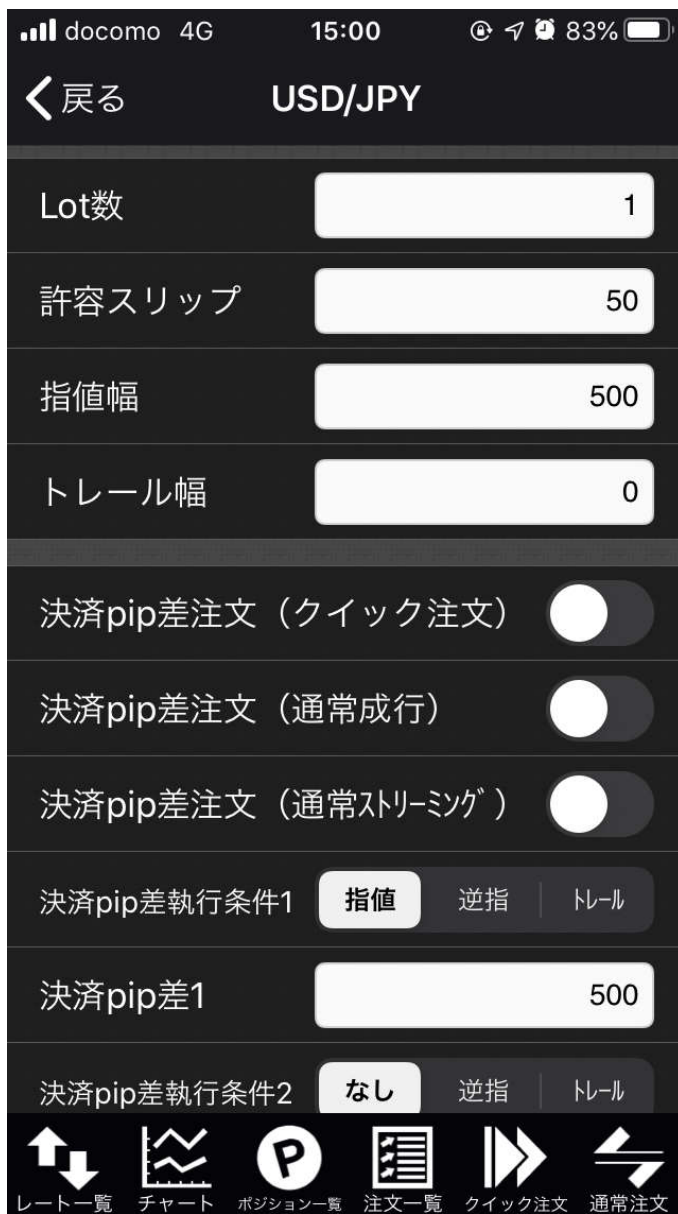 docomo 4G 15:00 83%
戻る USD/JPY
Lot数 1
許容スリップ 50
指値幅 500
トレール幅 0
決済pip差注文（クイック注文）
決済pip差注文（通常成行）
決済pip差注文（通常ｽﾄﾘｰﾐﾝｸﾞ）
決済pip差執行条件1 指値 逆指 ﾄﾚｰﾙ
決済pip差1 500
決済pip差執行条件2 なし 逆指 ﾄﾚｰﾙ
レート一覧 チャート ポジション一覧 注文一覧 クイック注文 通常注文